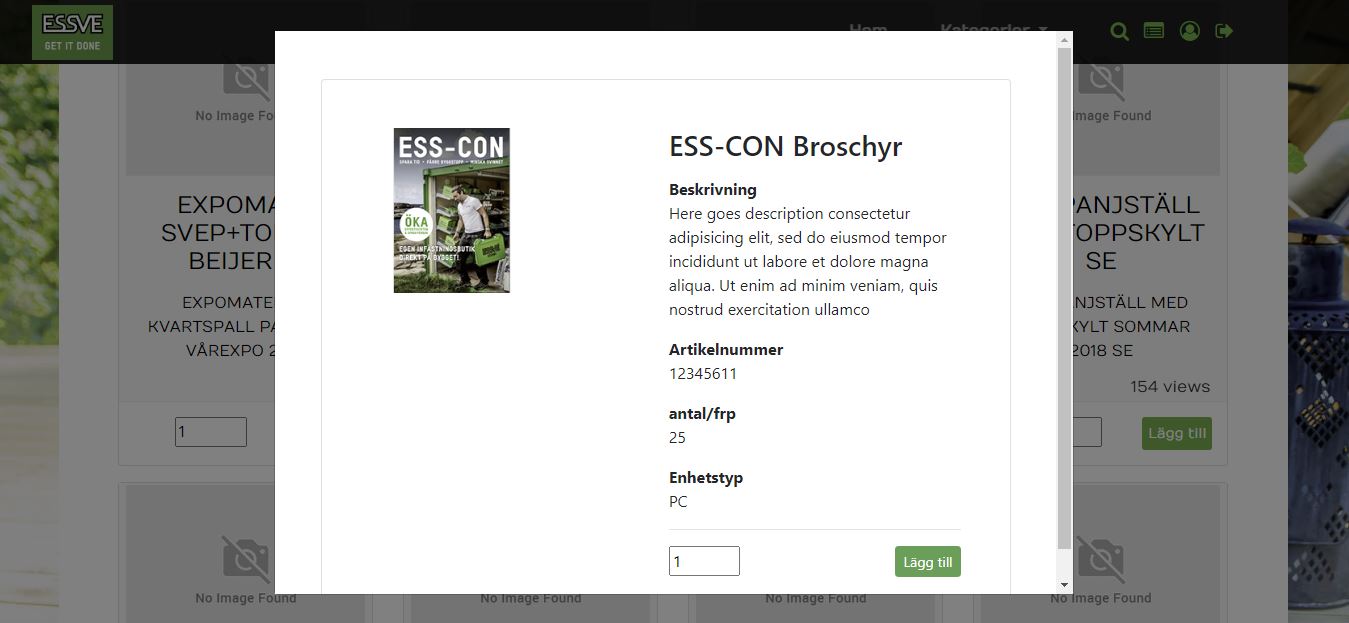 ESSVE
GET IT DONE
Hem
Kategorier
No Image Fo
EXPOMA
SVEP+TO
BEIJER
EXPOMATE
KVARTSPALL PA
VÅREXPO 2
1
No Image Found
ESS-CON
SPARA TID • FÄRRE BYGGSTOPP • MINSKA SVINNET
ÖKA
EGEN INFÄSTNINGSBUTIK
DIREKT PÅ BYGGET!
ESS-CON Broschyr
Beskrivning
Here goes description consectetur
adipisicing elit, sed do eiusmod tempor
incididunt ut labore et dolore magna
aliqua. Ut enim ad minim veniam, quis
nostrud exercitation ullamco
Artikelnummer
12345611
antal/frp
25
Enhetstyp
PC
1
Lägg till
No Image Found
No Image Found
No Image Found
PANJSTÄLL
TOPPSKYLT
SE
ANJSTÄLL MED
KYLT SOMMAR
2018 SE
154 views
Lägg till
No Image Found